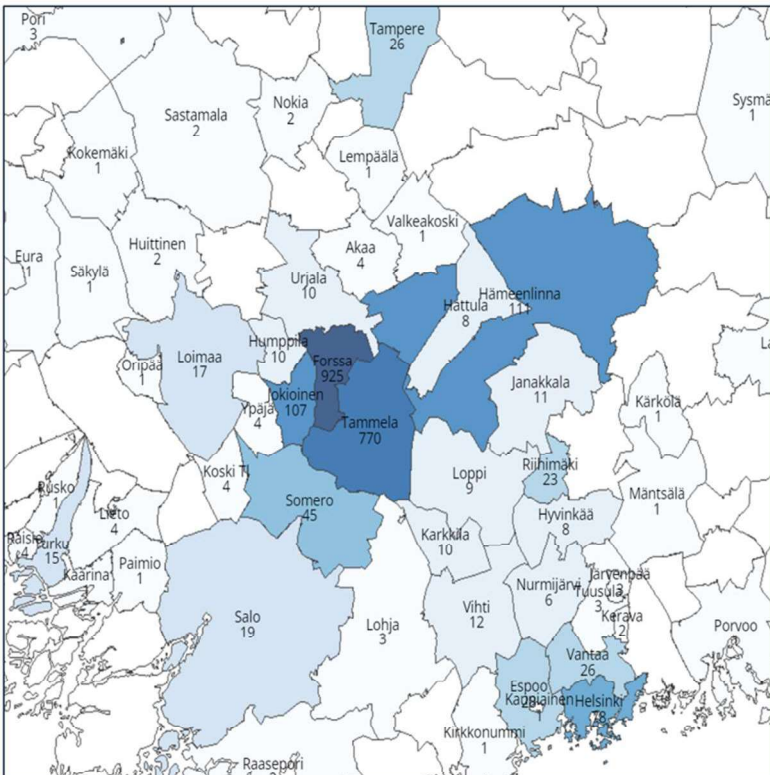 Pori
3
Tampere
26
Sastamala
2
Nokia
2
Sysmä
1
Kokemäki
1
Lempäälä
1
Valkeakoski
1
Huittinen
2
Akaa
4
Eura
1
Säkylä
1
Urjala
10
Hattula
8
Hämeenlinna
111
Humppila
10
Loimaa
17
Oripää
1
Forssa
925
Janakkala
11
Jokioinen
107
Ypäjä
4
Tammela
770
Kärkölä
1
Koski Tl
4
Loppi
9
Riihimäki
23
Rusko
1
Lieto
4
Somero
45
Mäntsälä
1
Raisio
4
Turku
15
Karkkila
10
Hyvinkää
8
Kaarina
Paimio
1
Nurmijärvi
6
Järvenpää
3
Tuusula
3
Kerava
2
Salo
19
Lohja
3
Vihti
12
Porvoo
Vantaa
26
Espoo
Kauniainen
Helsinki
Kirkkonummi
1
Raasepori